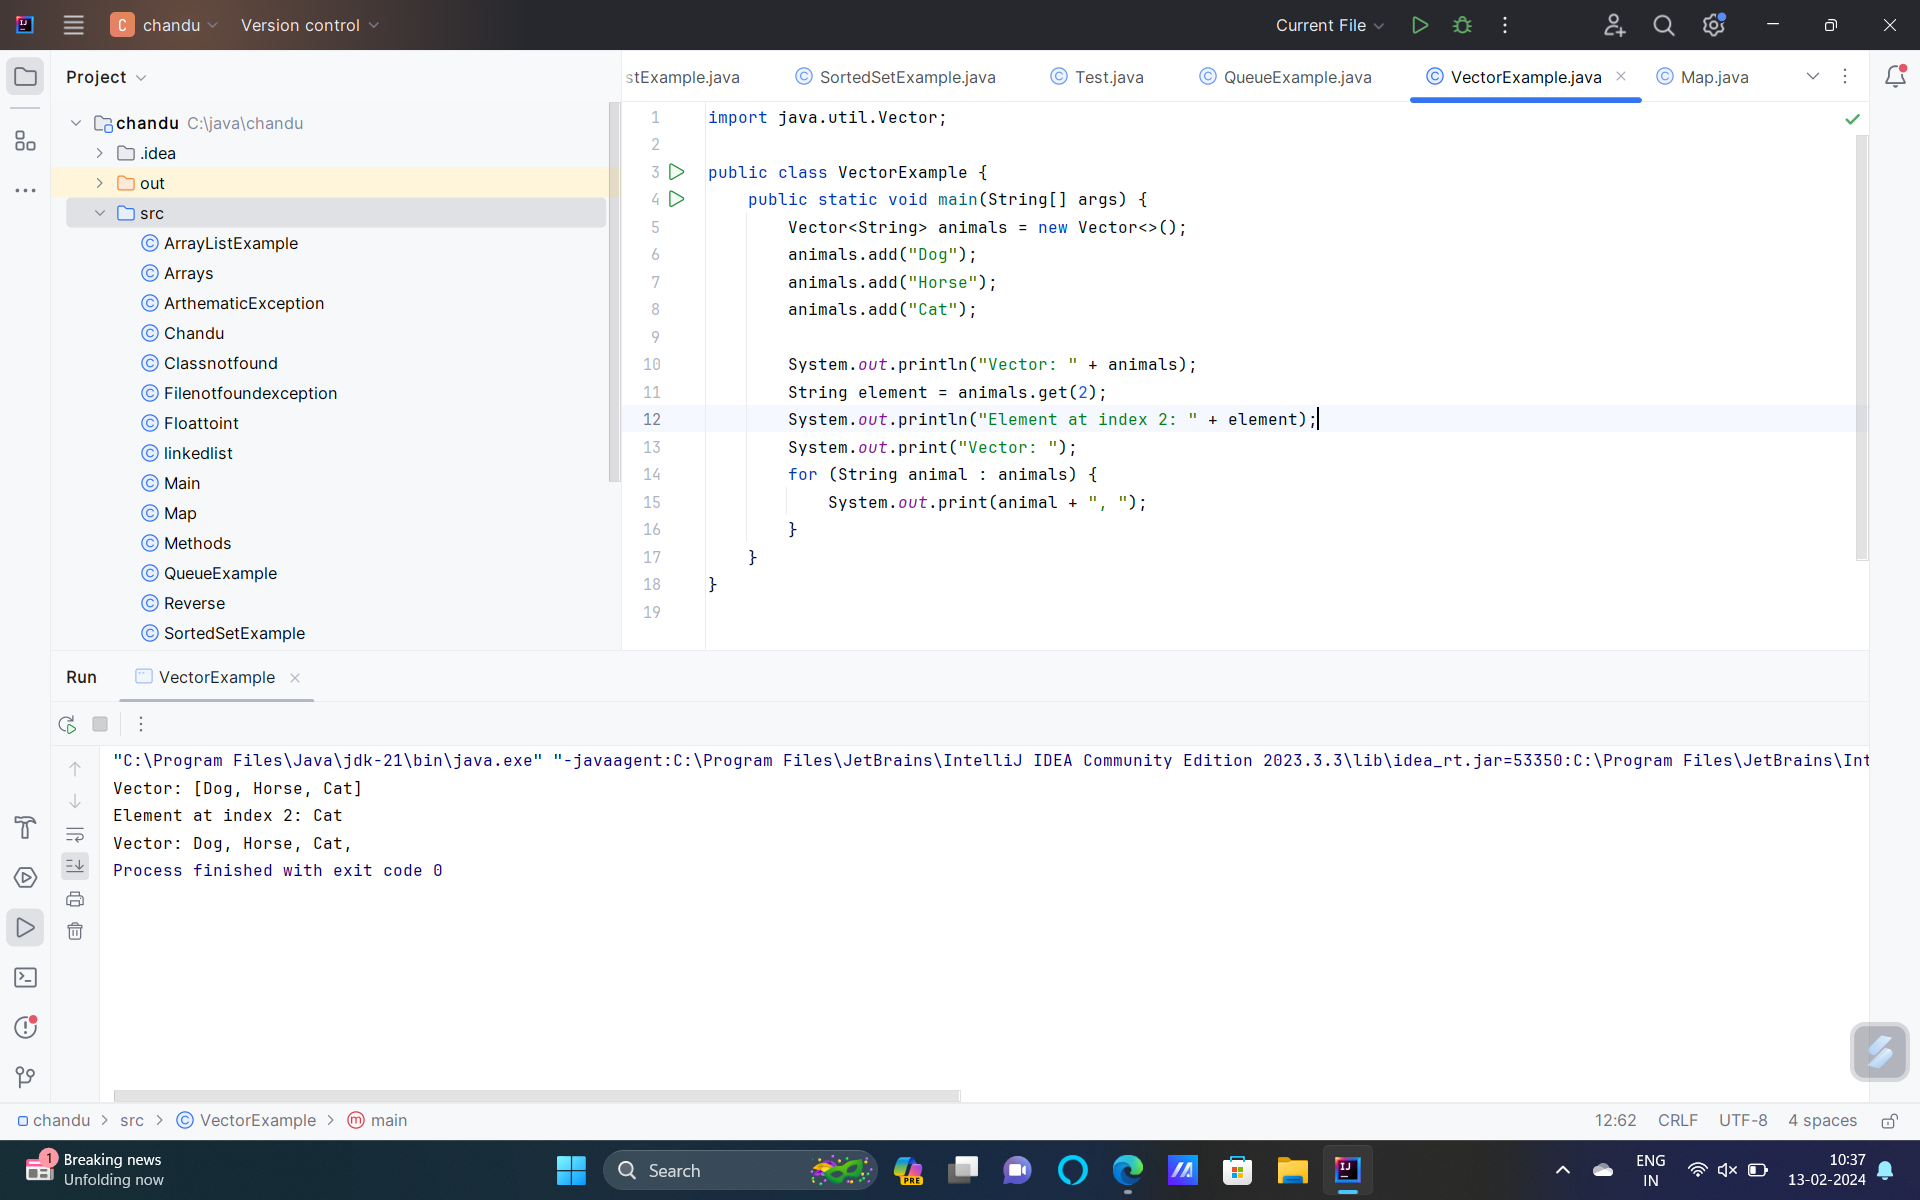 C chandu Version control Current File
Project
stExample.java SortedSetExample.java Test.java QueueExample.java VectorExample.java Map.java
chandu C:\java\chandu
.idea
out
src
ArrayListExample
Arrays
ArthematicException
Chandu
Classnotfound
Filenotfoundexception
Floattoint
linkedlist
Main
Map
Methods
QueueExample
Reverse
SortedSetExample
1 import java.util.Vector;
2
3 public class VectorExample {
4 public static void main(String[] args) {
5 Vector<String> animals = new Vector<>();
6 animals.add("Dog");
7 animals.add("Horse");
8 animals.add("Cat");
9
10 System.out.println("Vector: " + animals);
11 String element = animals.get(2);
12 System.out.println("Element at index 2: " + element);
13 System.out.print("Vector: ");
14 for (String animal : animals) {
15 System.out.print(animal + ", ");
16 }
17 }
18 }
19
Run VectorExample
"C:\Program Files\Java\jdk-21\bin\java.exe" "-javaagent:C:\Program Files\JetBrains\IntelliJ IDEA Community Edition 2023.3.3\lib\idea_rt.jar=53350:C:\Program Files\JetBrains\Int
Vector: [Dog, Horse, Cat]
Element at index 2: Cat
Vector: Dog, Horse, Cat,
Process finished with exit code 0
chandu > src > VectorExample > main 12:62 CRLF UTF-8 4 spaces
1 Breaking news
Unfolding now
Search
PRE
IJ
ENG
IN
10:37
13-02-2024